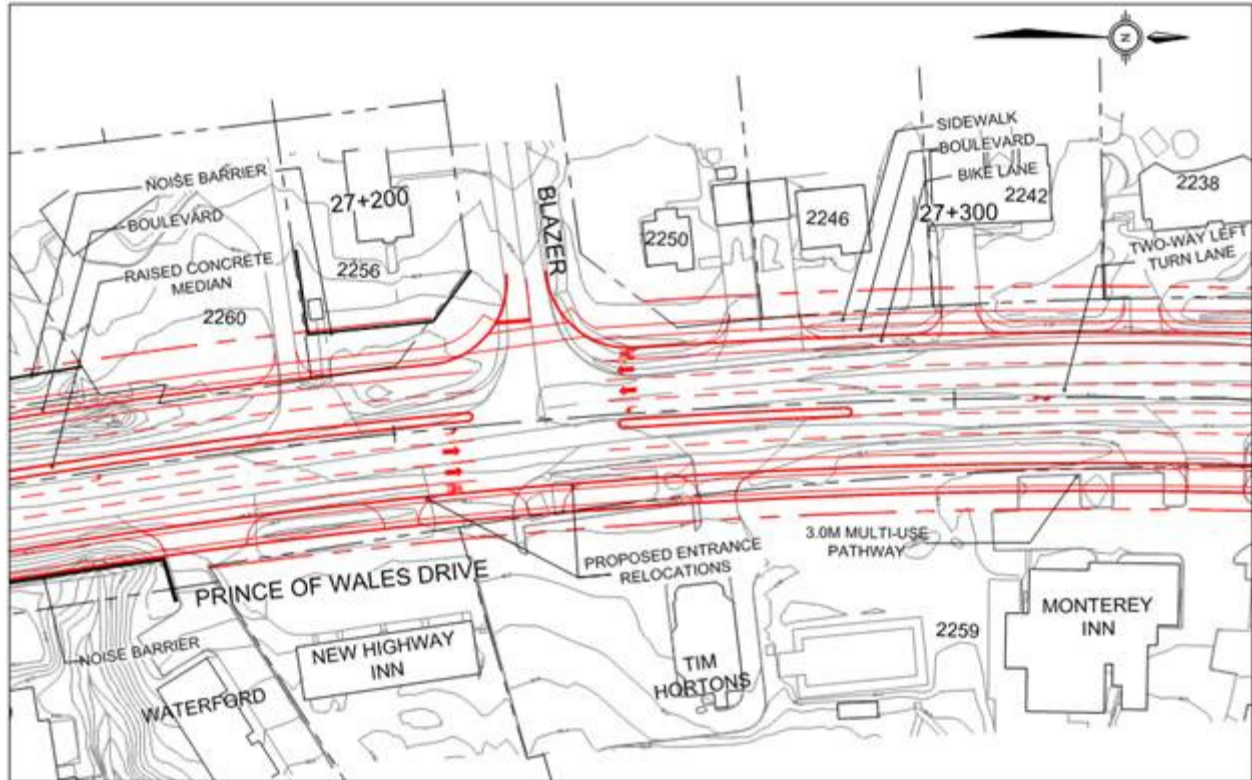 N
SIDEWALK
BOULEVARD
BIKE LANE
NOISE BARRIER
27+200
BOULEVARD
RAISED CONCRETE
MEDIAN
2256
2260
BLAZER
2250
2246
27+300
2242
2238
TWO-WAY LEFT
TURN LANE
PRINCE OF WALES DRIVE
PROPOSED ENTRANCE
RELOCATIONS
3.0M MULTI-USE
PATHWAY
NOISE BARRIER
WATERFORD
NEW HIGHWAY
INN
TIM
HORTONS
2259
MONTEREY
INN